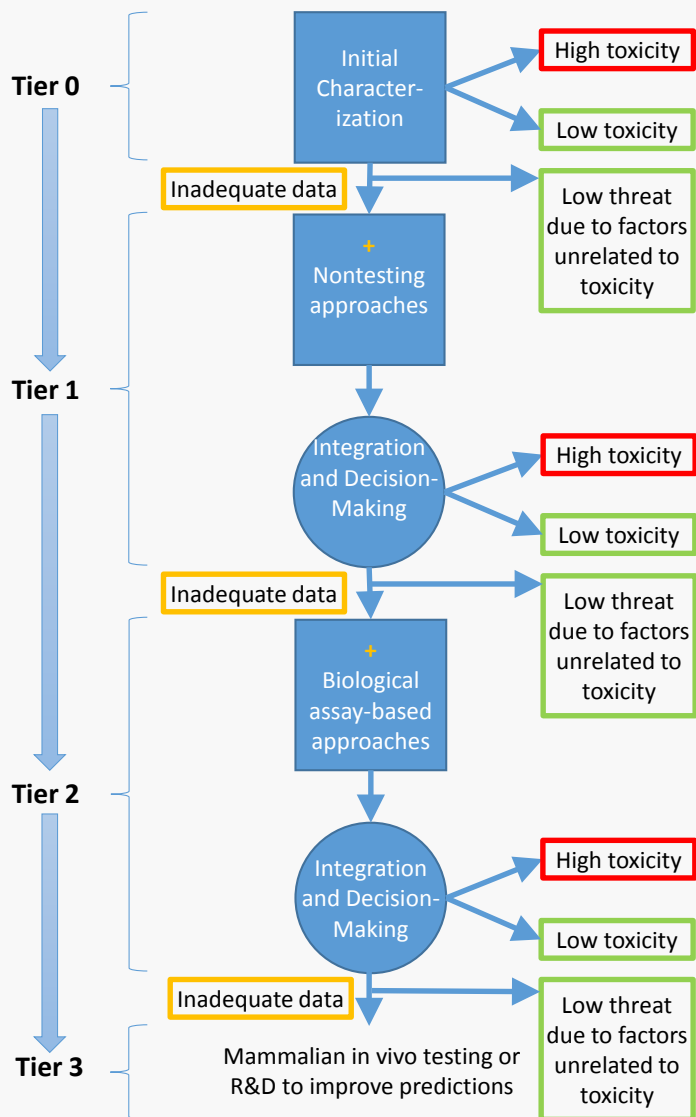 Tier 0
Initial
Character-
ization
High toxicity
Low toxicity
Inadequate data
Low threat
due to factors
unrelated to
toxicity
Tier 1
+
Nontesting
approaches
Integration
and Decision-
Making
High toxicity
Low toxicity
Inadequate data
Low threat
due to factors
unrelated to
toxicity
Tier 2
+
Biological
assay-based
approaches
Integration
and Decision-
Making
High toxicity
Low toxicity
Inadequate data
Low threat
due to factors
unrelated to
toxicity
Tier 3
Mammalian in vivo testing or
R&D to improve predictions